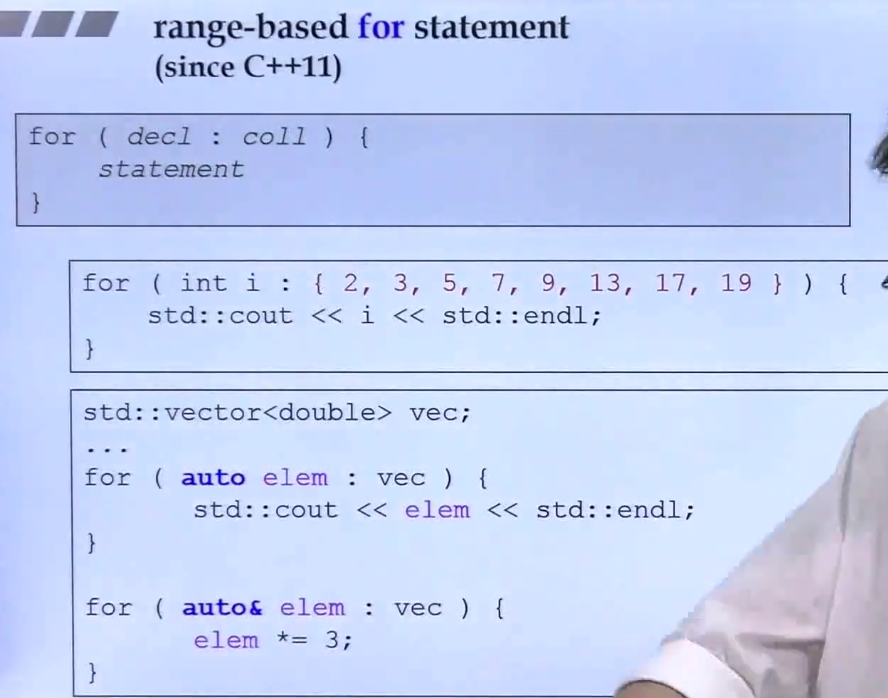 range-based for statement
(since C++11)
for ( decl : coll ) {
statement
}
for ( int i : { 2, 3, 5, 7, 9, 13, 17, 19 } ) {
std::cout << i << std::endl;
}
std::vector<double> vec;
...
for ( auto elem : vec ) {
std::cout << elem << std::endl;
}
for ( auto& elem : vec ) {
elem *= 3;
}